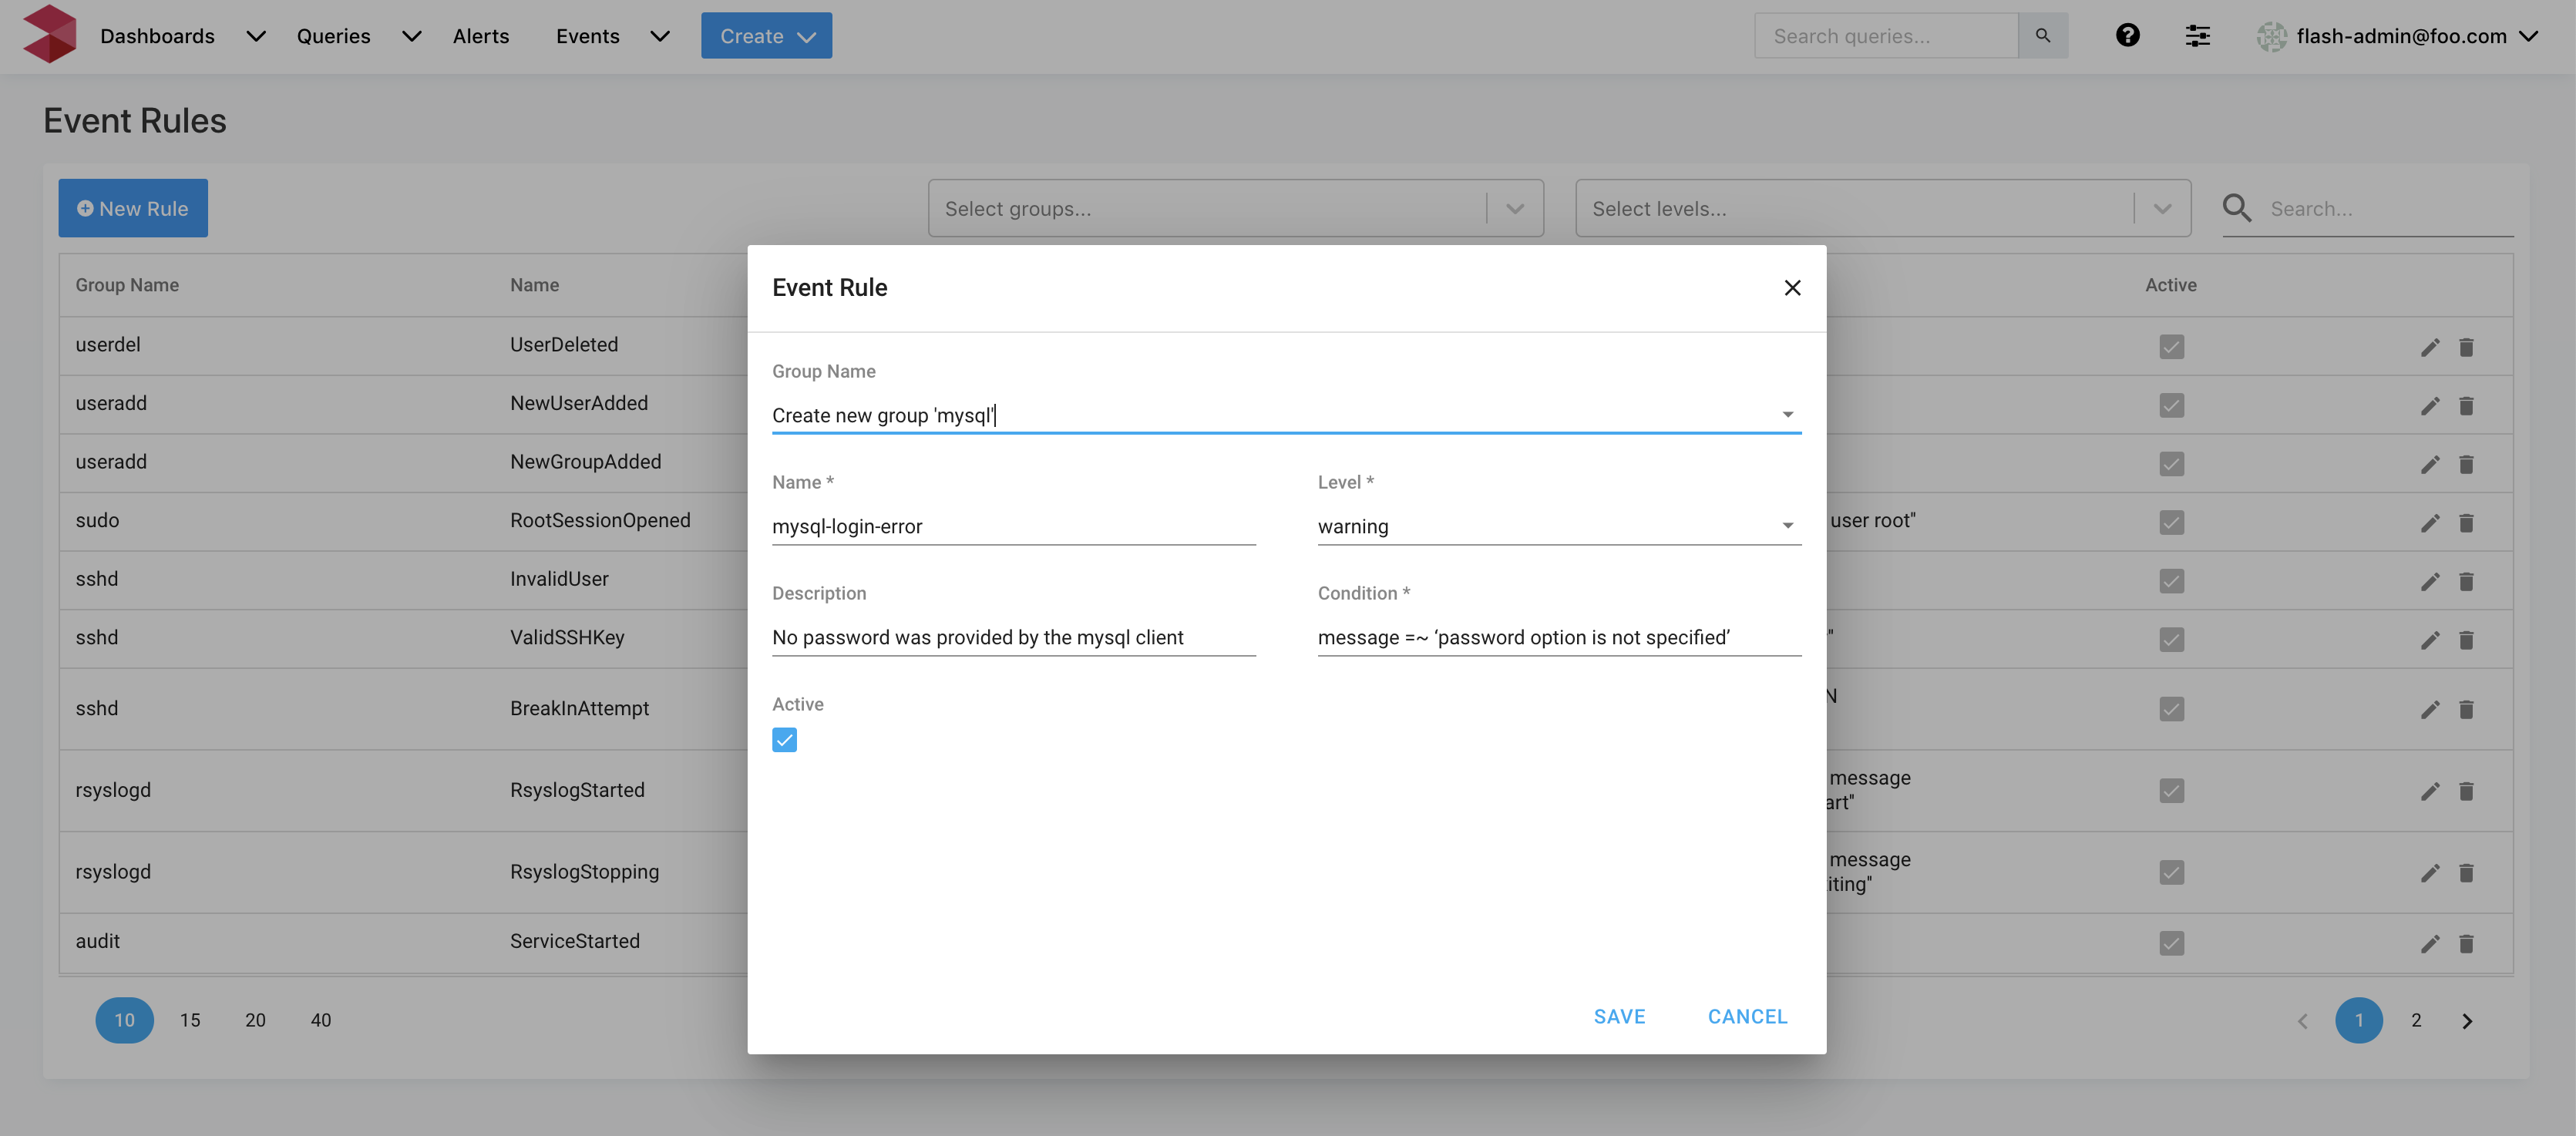 Dashboards Queries Alerts Events Create Search queries... flash-admin@foo.com
Event Rules
New Rule Select groups... Select levels... Search...
Group Name Name Active
userdel UserDeleted
useradd NewUserAdded
useradd NewGroupAdded
sudo RootSessionOpened user root"
sshd InvalidUser
sshd ValidSSHKey "
sshd BreakInAttempt N
rsyslogd RsyslogStarted message
art"
rsyslogd RsyslogStopping message
iting"
audit ServiceStarted
10 15 20 40 1 2
Event Rule
Group Name
Create new group 'mysql'
Name * Level *
mysql-login-error warning
Description Condition *
No password was provided by the mysql client message =~ ‘password option is not specified’
Active
SAVE CANCEL